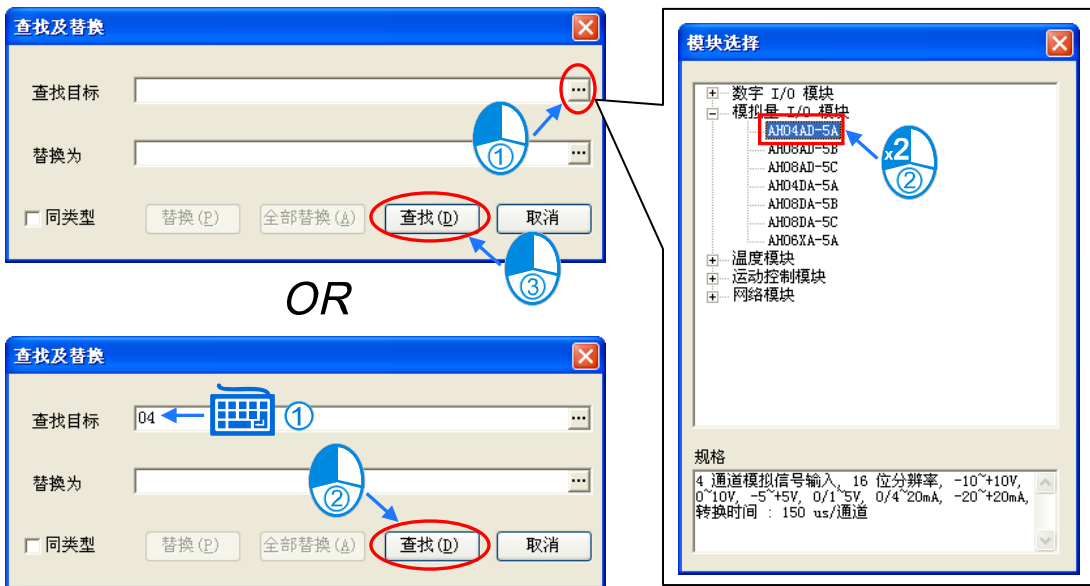 查找及替换
查找目标
...
①
替换为
...
同类型
替换(P)
全部替换(A)
查找(D)
取消
③
OR
查找及替换
查找目标
04
①
...
替换为
②
...
同类型
替换(P)
全部替换(A)
查找(D)
取消
模块选择
数字 I/O 模块
模拟量 I/O 模块
AH04AD-5A
AH08AD-5B
AH08AD-5C
AH04DA-5A
AH08DA-5B
AH08DA-5C
AH06XA-5A
x2
②
温度模块
运动控制模块
网络模块
规格
4 通道模拟信号输入, 16 位分辨率, -10~+10V,
0~10V, -5~+5V, 0/1~5V, 0/4~20mA, -20~+20mA,
转换时间 : 150 us/通道